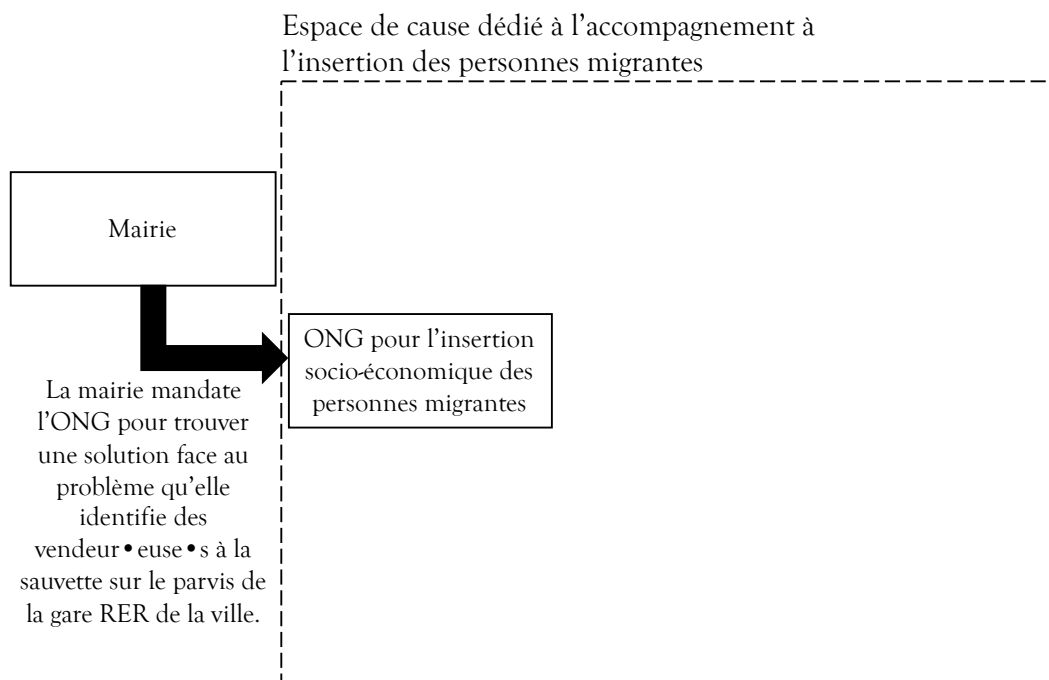 Espace de cause dédié à l’accompagnement à
l’insertion des personnes migrantes
Mairie
ONG pour l’insertion
socio-économique des
personnes migrantes
La mairie mandate
l’ONG pour trouver
une solution face au
problème qu’elle
identifie des
vendeur•euse•s à la
sauvette sur le parvis de
la gare RER de la ville.